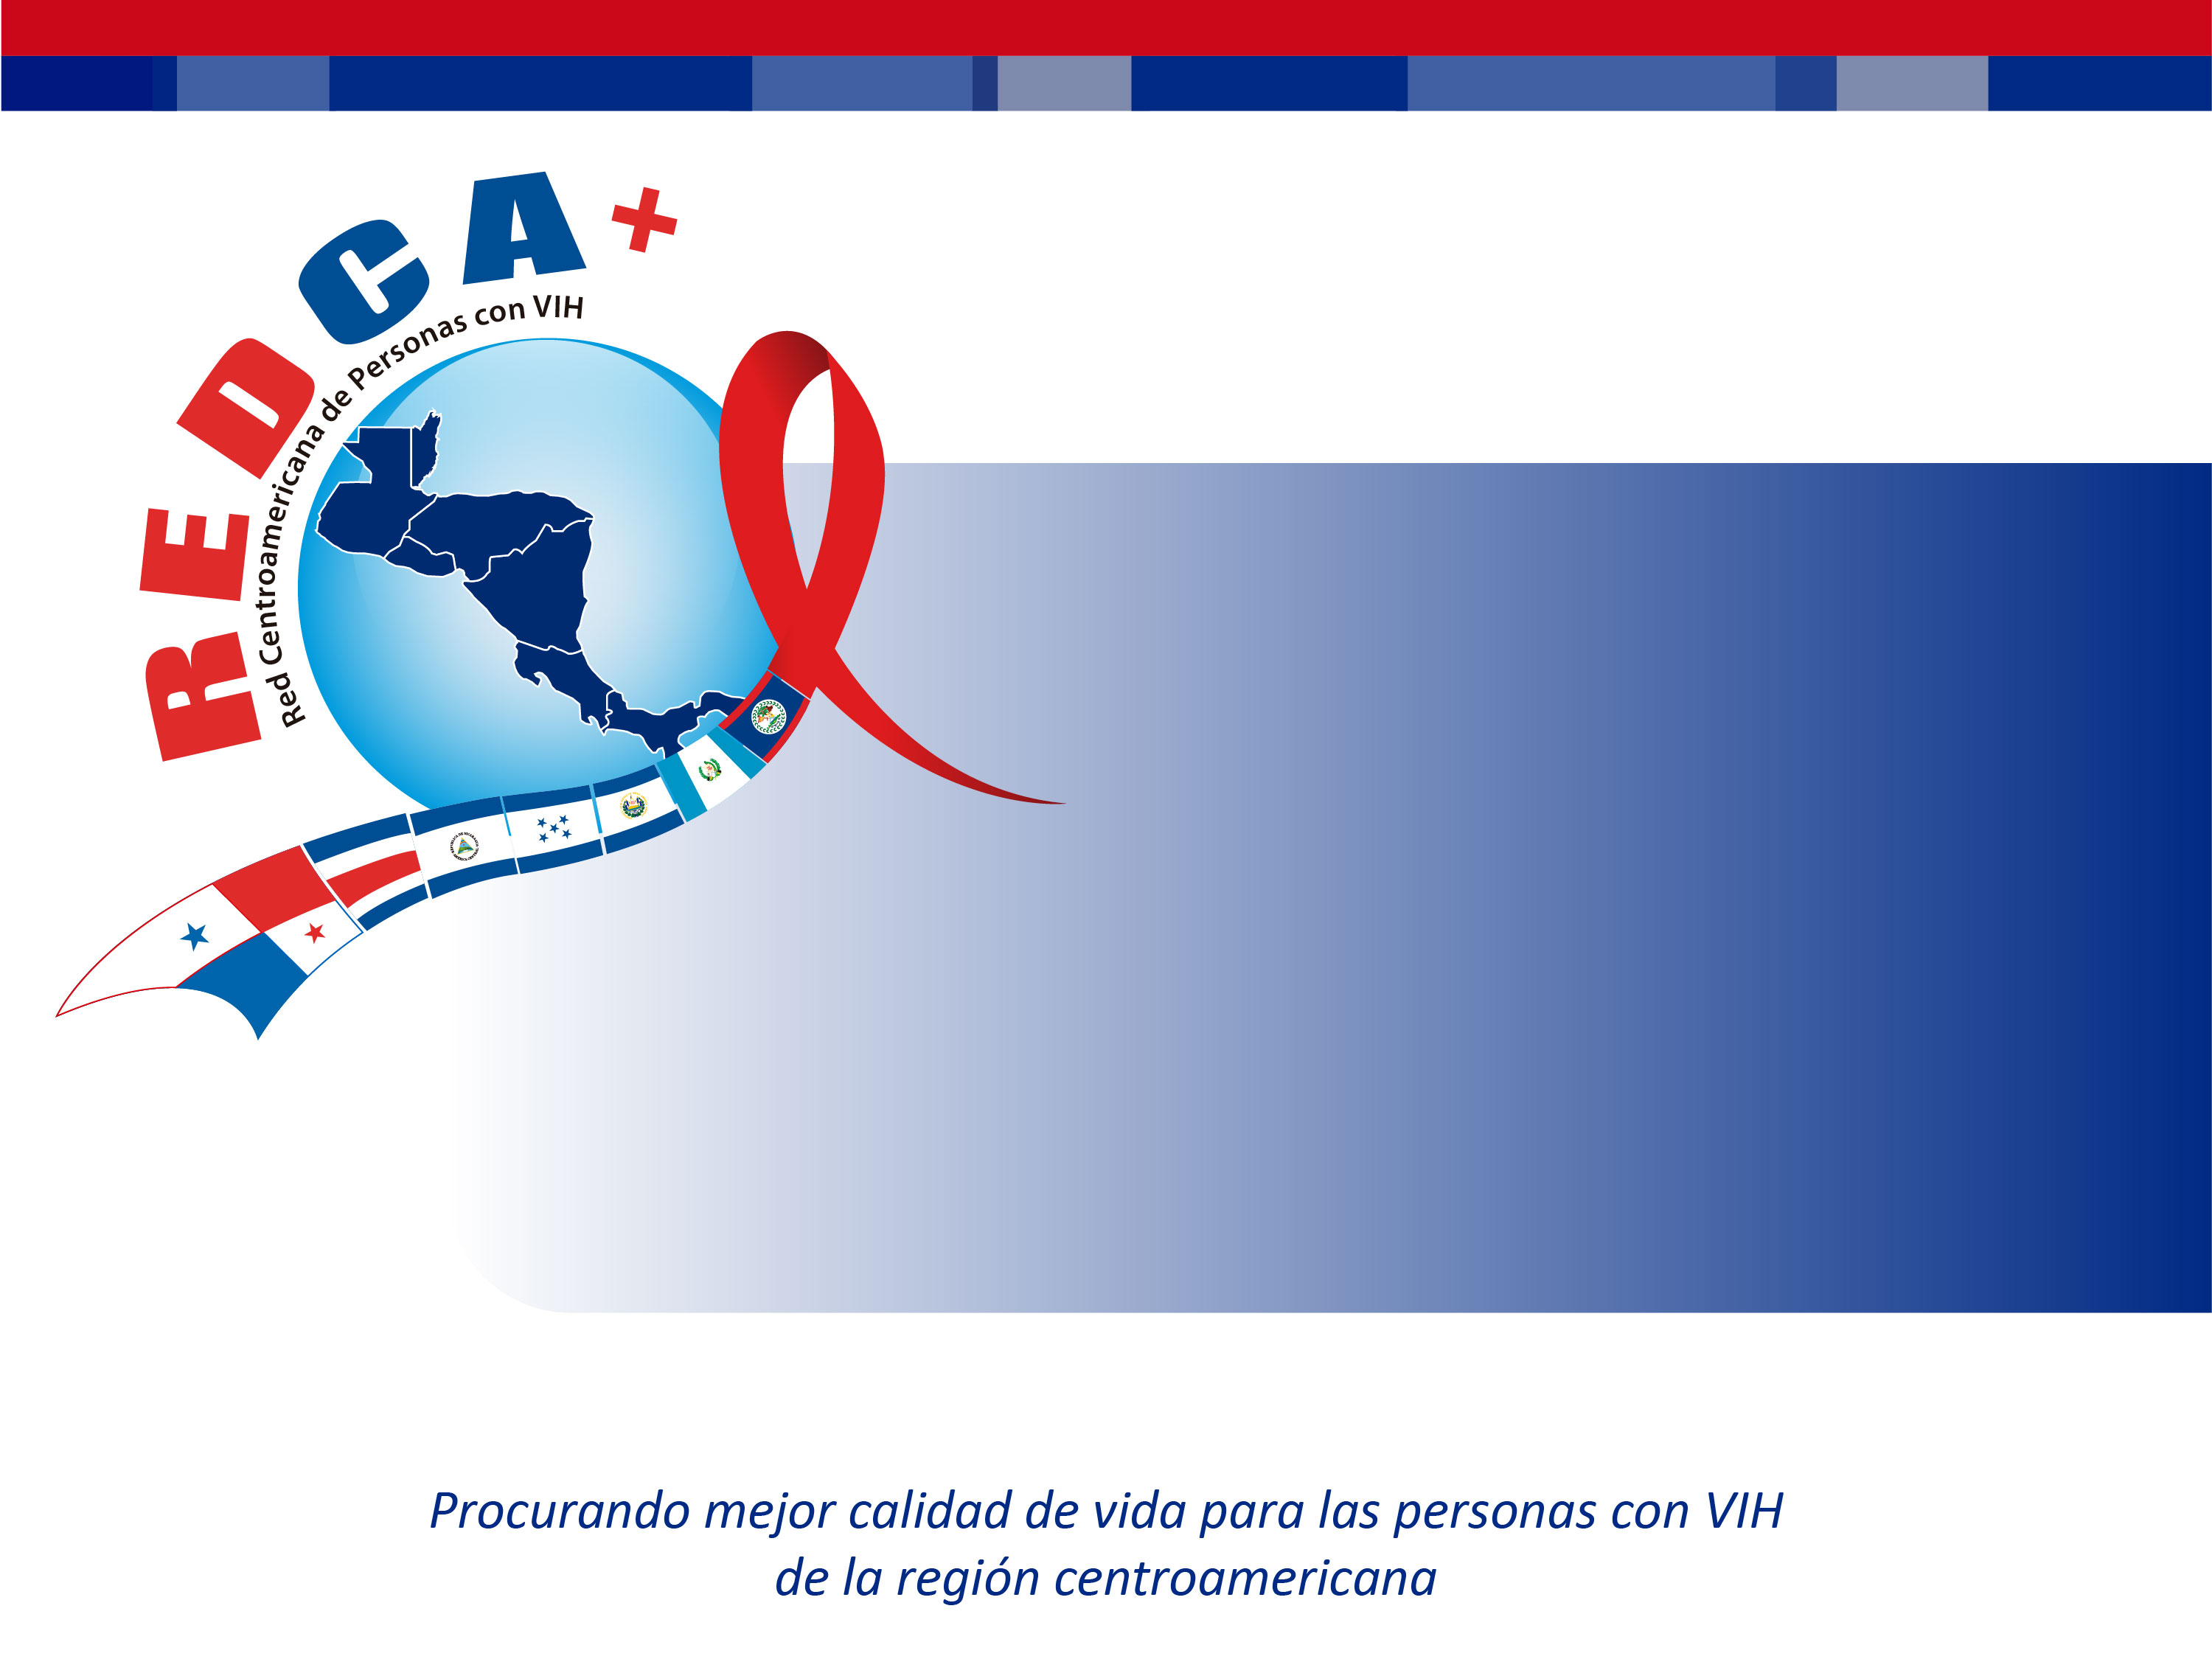 REDCA+
Red Centroamericana de Personas con VIH
Procurando mejor calidad de vida para las personas con VIH
de la región centroamericana